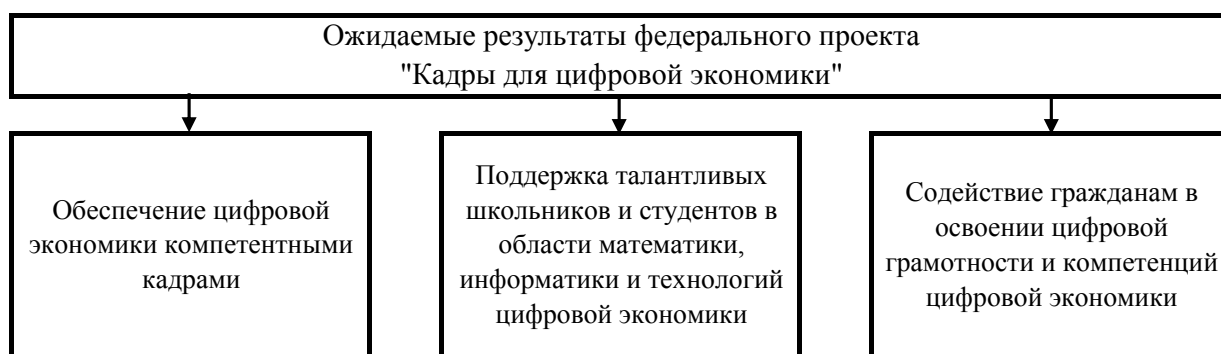 Ожидаемые результаты федерального проекта
"Кадры для цифровой экономики"
Обеспечение цифровой
экономики компетентными
кадрами
Поддержка талантливых
школьников и студентов в
области математики,
информатики и технологий
цифровой экономики
Содействие гражданам в
освоении цифровой
грамотности и компетенций
цифровой экономики